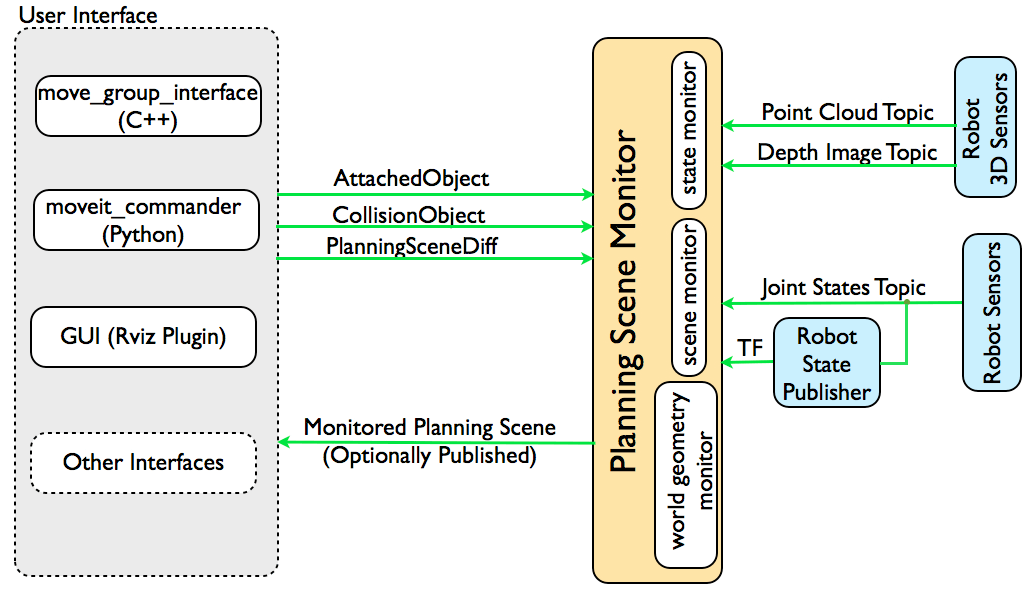 User Interface
move_group_interface
(C++)
moveit_commander
(Python)
GUI (Rviz Plugin)
Other Interfaces
AttachedObject
CollisionObject
PlanningSceneDiff
Monitored Planning Scene
(Optionally Published)
Planning Scene Monitor
state monitor
scene monitor
world geometry
monitor
Point Cloud Topic
Depth Image Topic
Joint States Topic
TF
Robot
State
Publisher
Robot
3D Sensors
Robot Sensors